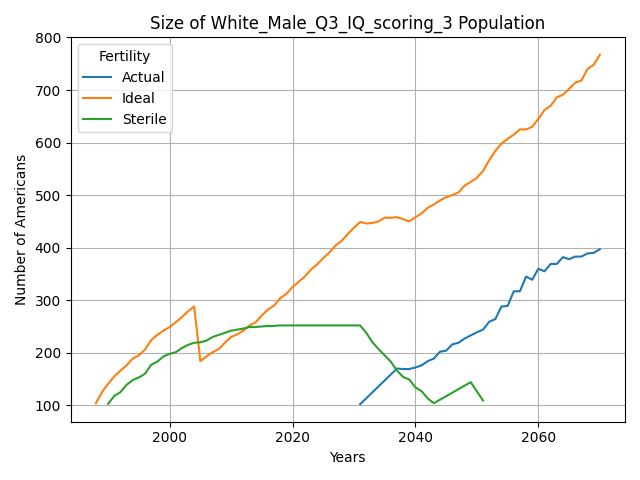 Size of White_Male_Q3_IQ_scoring_3 Population
Fertility
Actual
Ideal
Sterile
Number of Americans
800
700
600
500
400
300
200
100
2000
2020
2040
2060
Years